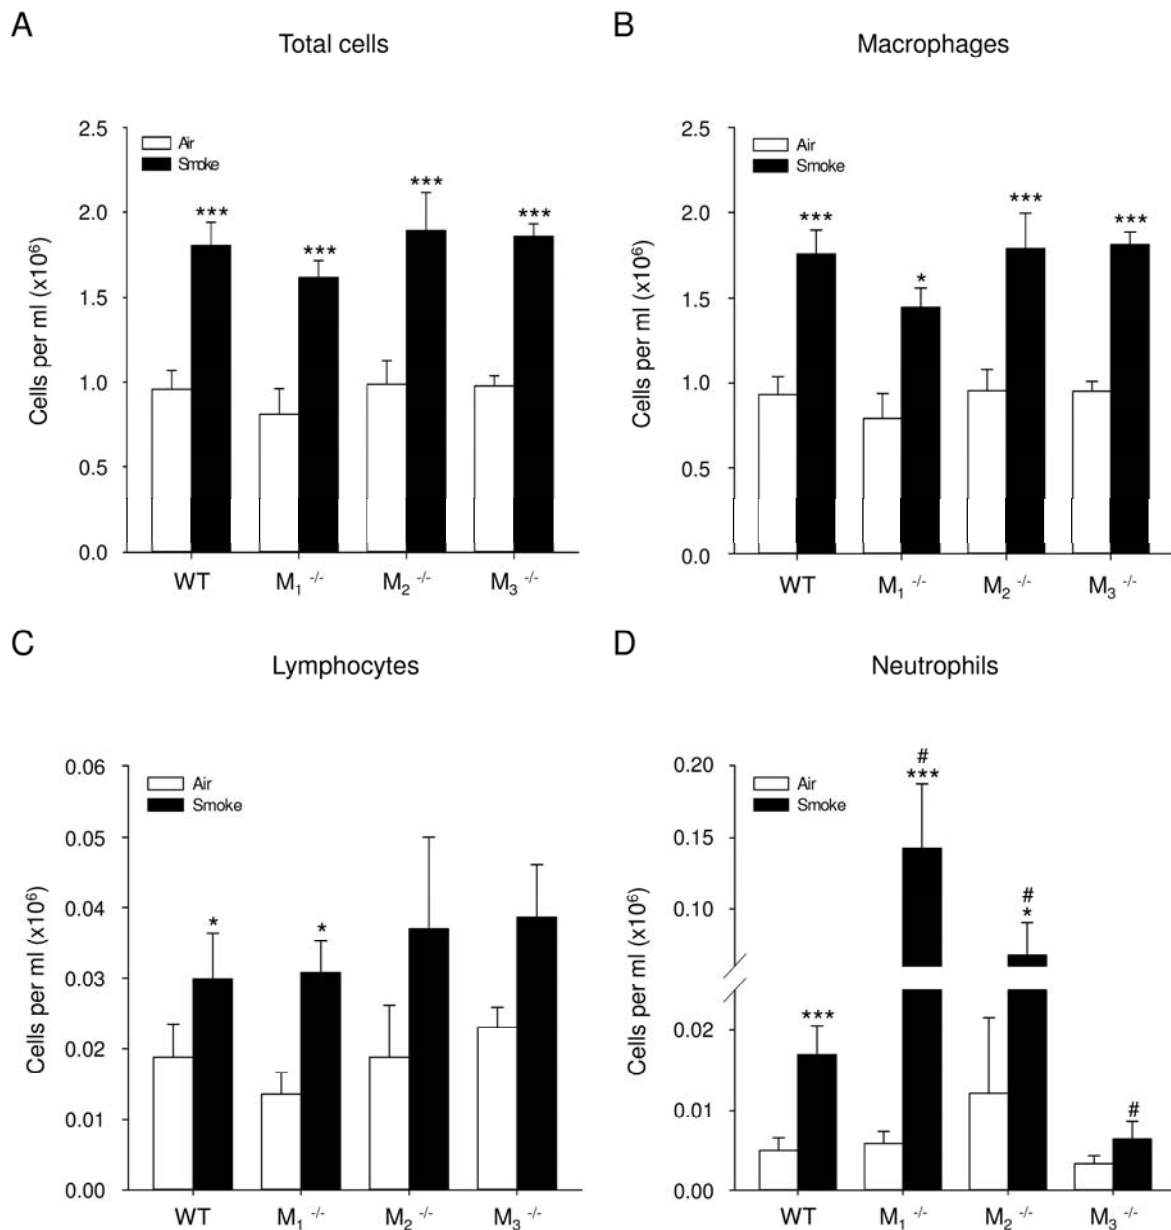 A
Total cells
Cells per ml (x10⁶)
2.5
2.0
1.5
1.0
0.5
0.0
Air
Smoke
***
***
***
***
WT
M₁ -/-
M₂ -/-
M₃ -/-
B
Macrophages
Cells per ml (x10⁶)
2.5
2.0
1.5
1.0
0.5
0.0
Air
Smoke
***
*
***
***
WT
M₁ -/-
M₂ -/-
M₃ -/-
C
Lymphocytes
Cells per ml (x10⁶)
0.06
0.05
0.04
0.03
0.02
0.01
0.00
Air
Smoke
*
*
WT
M₁ -/-
M₂ -/-
M₃ -/-
D
Neutrophils
Cells per ml (x10⁶)
0.20
0.15
0.10
0.02
0.01
0.00
Air
Smoke
***
#
***
#
*
#
WT
M₁ -/-
M₂ -/-
M₃ -/-